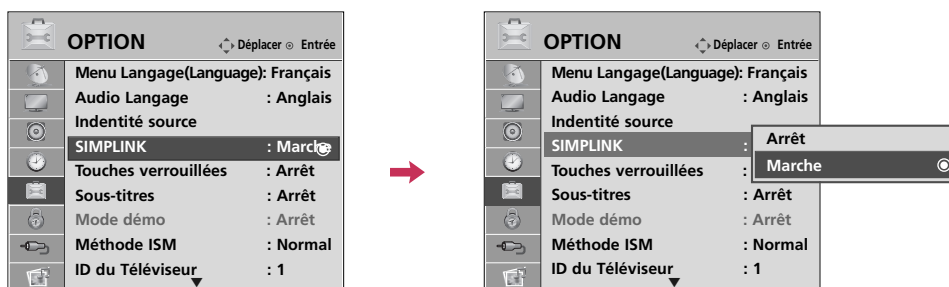 OPTION Déplacer Entrée
Menu Langage(Language): Français
Audio Langage : Anglais
Indentité source
SIMPLINK : Marche
Touches verrouillées : Arrêt
Sous-titres : Arrêt
Mode démo : Arrêt
Méthode ISM : Normal
ID du Téléviseur : 1
OPTION Déplacer Entrée
Menu Langage(Language): Français
Audio Langage : Anglais
Indentité source
SIMPLINK :
Touches verrouillées :
Sous-titres : Arrêt
Mode démo : Arrêt
Méthode ISM : Normal
ID du Téléviseur : 1
Arrêt
Marche